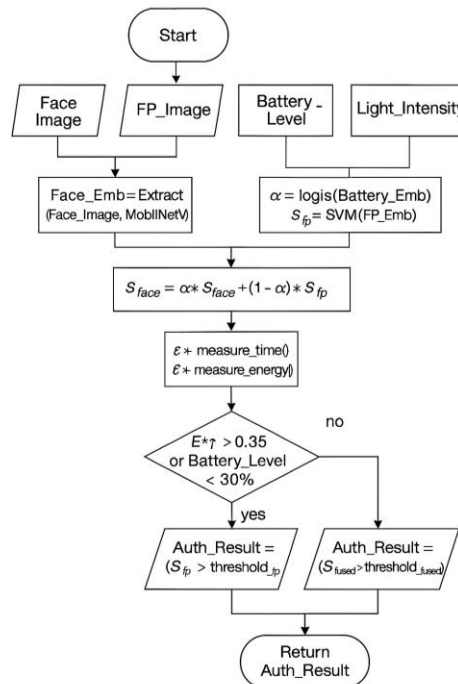 Start
Face
Image
FP_Image
Battery -
Level
Light_Intensity
Face_Emb=Extract
(Face_Image, MobIlNetV)
α = logis(Battery_Emb)
S_fp = SVM(FP_Emb)
S_face = α* S_face + (1 - α) * S_fp
ε + measure_time()
ε + measure_energy()
no
E*τ > 0.35
or Battery_Level
< 30%
yes
Auth_Result =
(S_fp > threshold_fp)
Auth_Result =
(S_fused>threshold_fused)
Return
Auth_Result